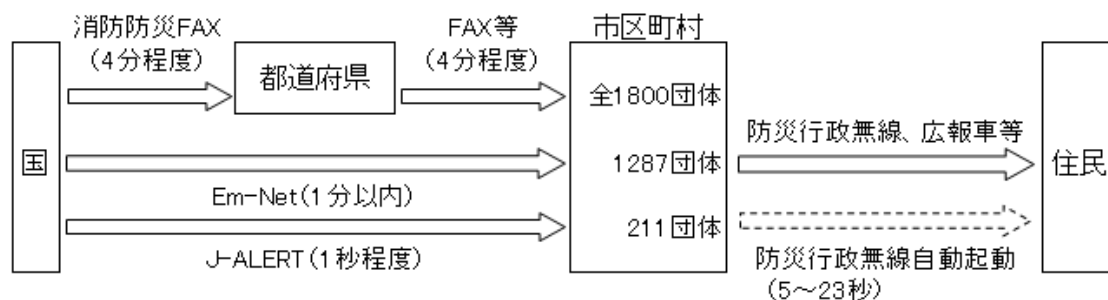 消防防災FAX
(4分程度)
FAX等
(4分程度)
市区町村
都道府県
全1800団体
国
1287団体
防災行政無線、広報車等
住民
Em-Net(1分以内)
211団体
J-ALERT(1秒程度)
防災行政無線自動起動
(5～23秒)